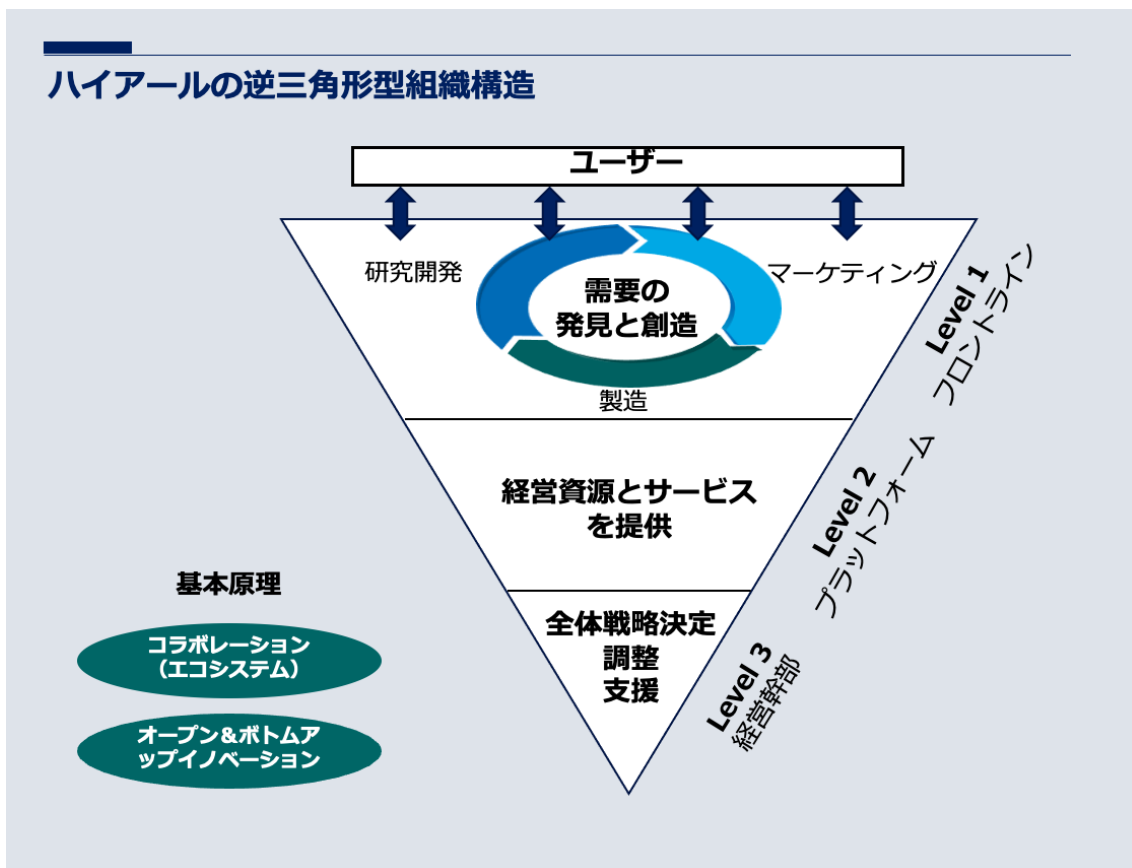 ハイアールの逆三角形型組織構造
ユーザー
研究開発
マーケティング
需要の
発見と創造
製造
Level 1
フロントライン
経営資源とサービス
を提供
Level 2
プラットフォーム
全体戦略決定
調整
支援
Level 3
経営幹部
基本原理
コラボレーション
（エコシステム）
オープン&ボトムア
ップイノベーション